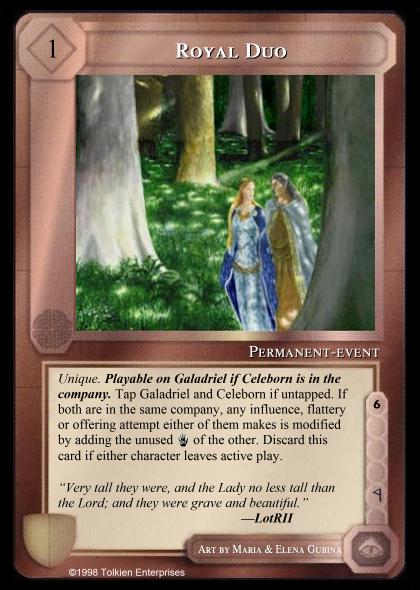 1
ROYAL DUO
PERMANENT-EVENT
Unique. Playable on Galadriel if Celeborn is in the
company. Tap Galadriel and Celeborn if untapped. If
both are in the same company, any influence, flattery
or offering attempt either of them makes is modified
by adding the unused of the other. Discard this
card if either character leaves active play.
6
“Very tall they were, and the Lady no less tall than
the Lord; and they were grave and beautiful.”
—LotRII
ART BY MARIA & ELENA GUBINA
©1998 Tolkien Enterprises